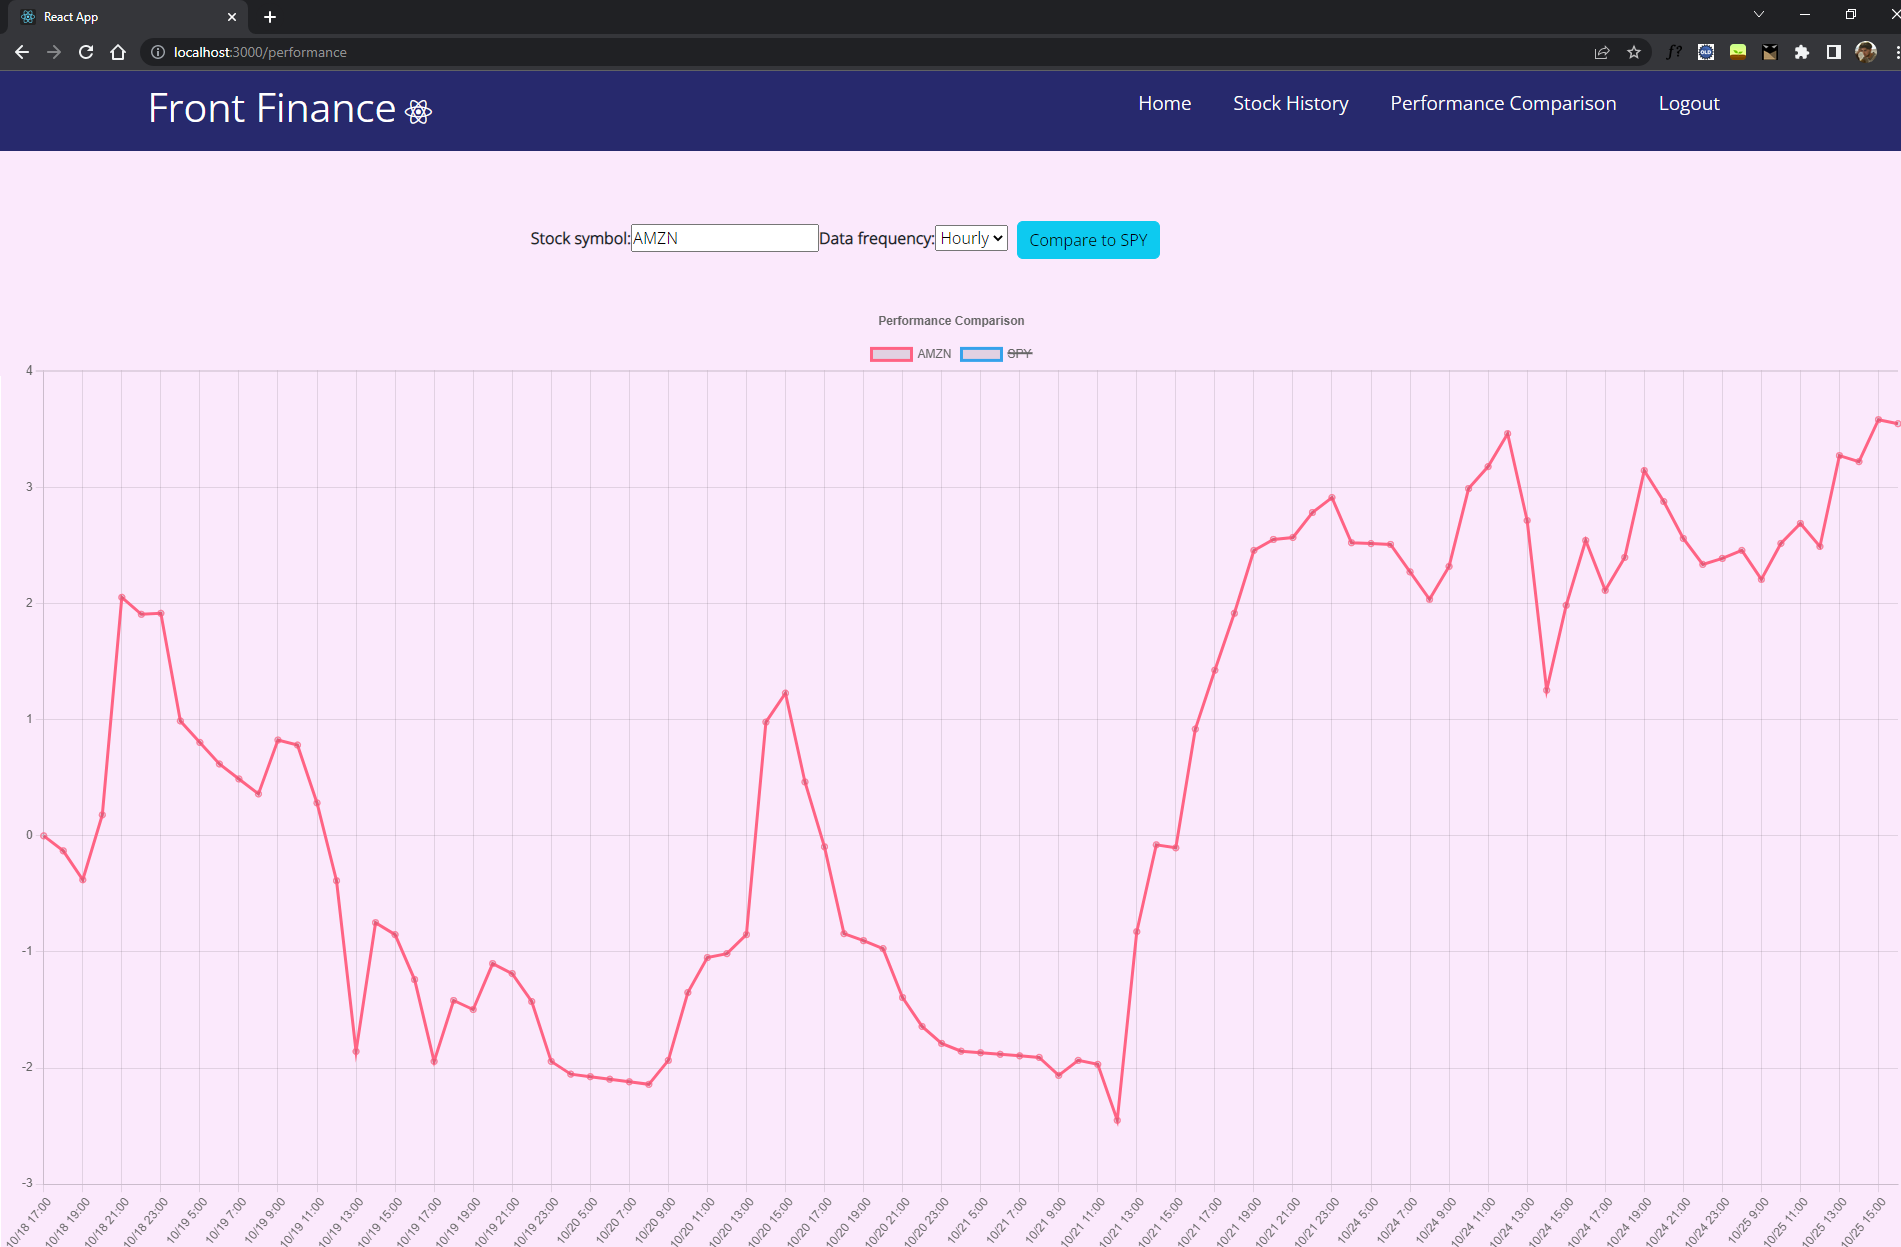 React App
localhost:3000/performance
f?
OLD
Front Finance
Home Stock History Performance Comparison Logout
Stock symbol: AMZN Data frequency: Hourly Compare to SPY
Performance Comparison
AMZN SPY
4
3
2
1
0
-1
-2
-3
10/18 17:00 10/18 19:00 10/18 21:00 10/18 23:00 10/19 5:00 10/19 7:00 10/19 9:00 10/19 11:00 10/19 13:00 10/19 15:00 10/19 17:00 10/19 19:00 10/19 21:00 10/19 23:00 10/20 5:00 10/20 7:00 10/20 9:00 10/20 11:00 10/20 13:00 10/20 15:00 10/20 17:00 10/20 19:00 10/20 21:00 10/20 23:00 10/21 5:00 10/21 7:00 10/21 9:00 10/21 11:00 10/21 13:00 10/21 15:00 10/21 17:00 10/21 19:00 10/21 21:00 10/21 23:00 10/24 5:00 10/24 7:00 10/24 9:00 10/24 11:00 10/24 13:00 10/24 15:00 10/24 17:00 10/24 19:00 10/24 21:00 10/24 23:00 10/25 9:00 10/25 11:00 10/25 13:00 10/25 15:00